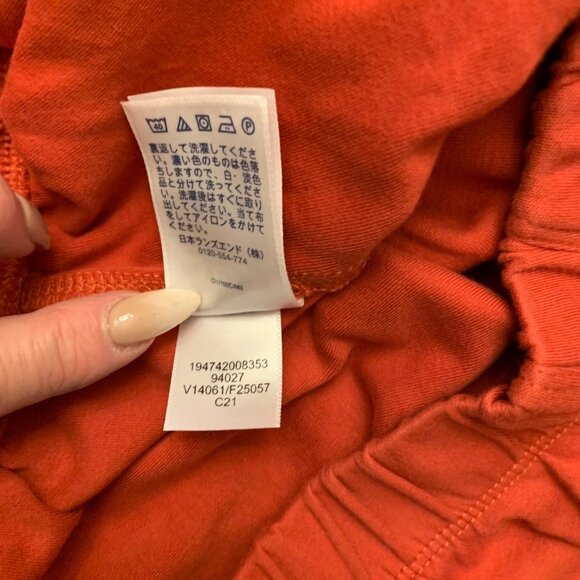 40 P
裏返して洗濯してくださ
い。濃い色のものは色落
ちしますので、白・淡色
品と分けて洗ってくださ
い。洗濯後はすぐに取り
出してください。当て布
をしてアイロンをかけて
ください。
日本ランズエンド（株）
0120-554-774
194742008353
94027
V14061/F25057
C21